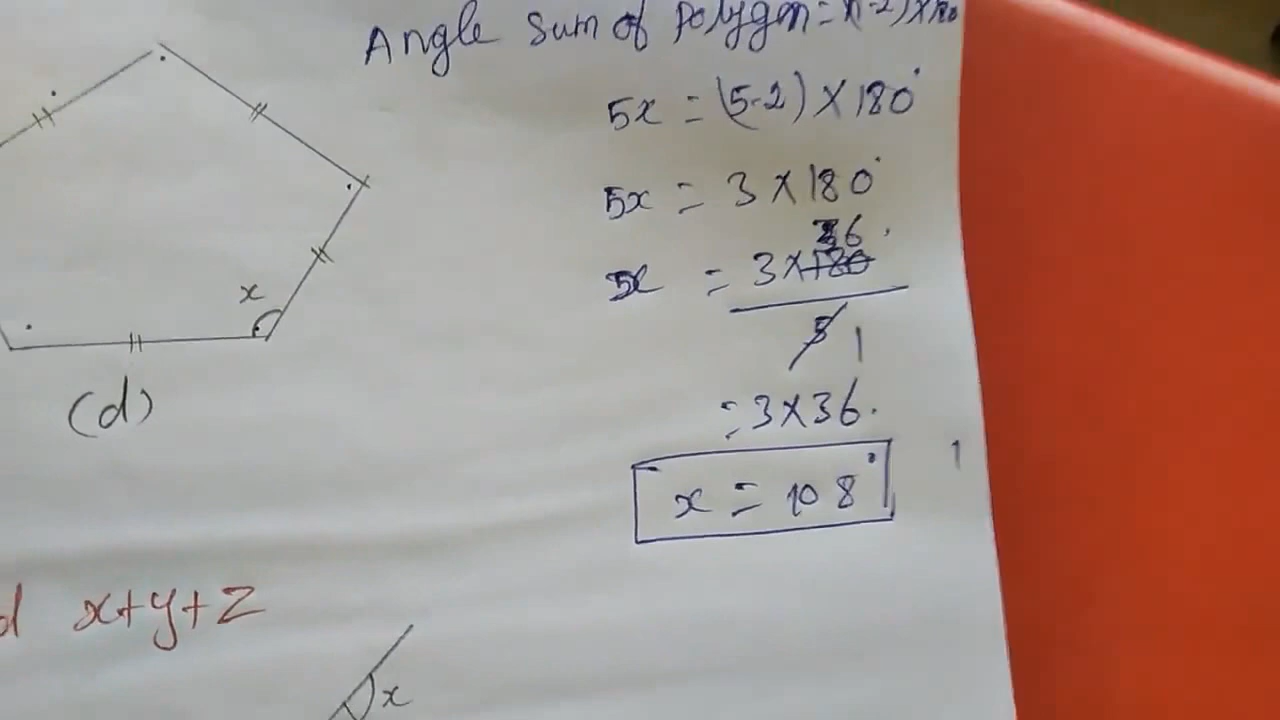 Angle Sum of Polygon = (n-2) x 180
5x = (5-2) X 180°
5x = 3 X 180°
36
x = 3 X 180
5 1
x
= 3 X 36.
(d)
x = 108°
1
x+y+z
x